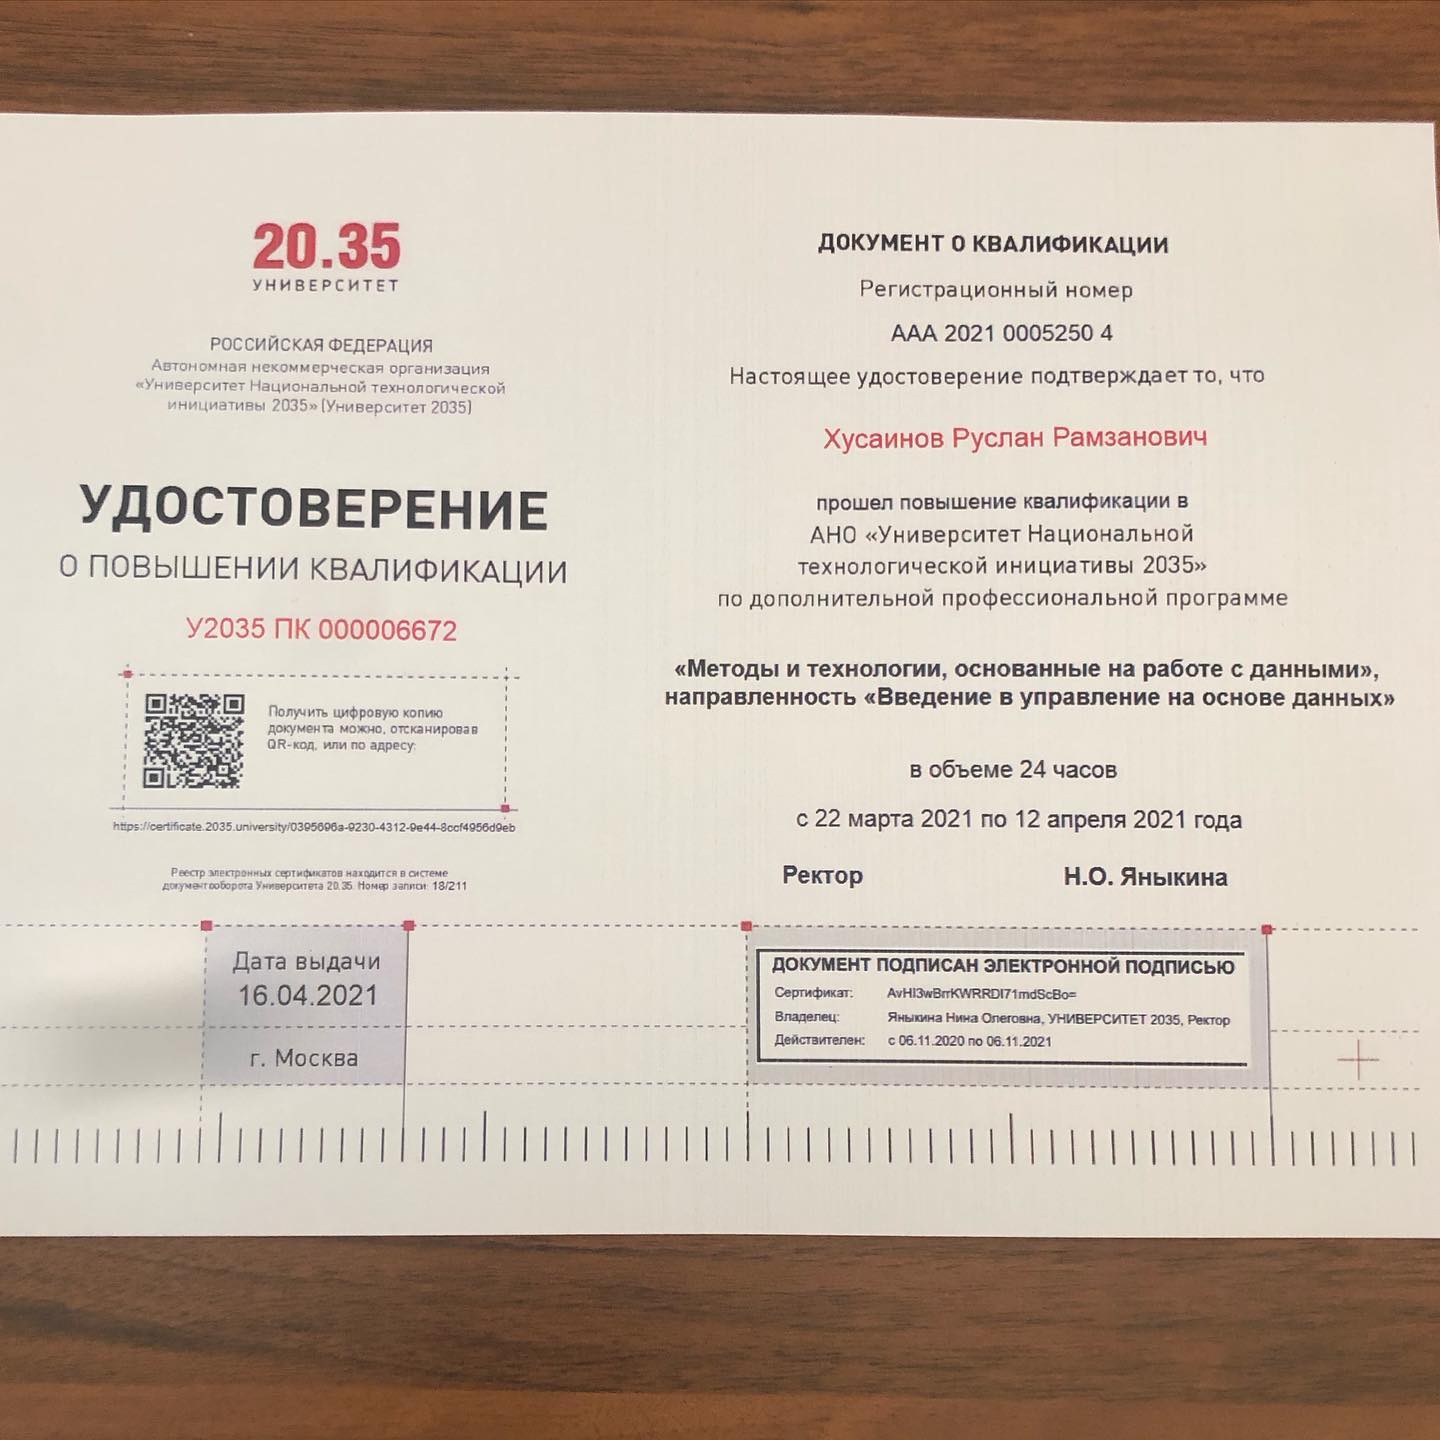 20.35
УНИВЕРСИТЕТ
РОССИЙСКАЯ ФЕДЕРАЦИЯ
Автономная некоммерческая организация
«Университет Национальной технологической
инициативы 2035» (Университет 2035)
УДОСТОВЕРЕНИЕ
О ПОВЫШЕНИИ КВАЛИФИКАЦИИ
У2035 ПК 000006672
Получить цифровую копию
документа можно, отсканировав
QR-код, или по адресу:
https://certificate.2035.university/0395696a-9230-4312-9e44-8ccf4956d9eb
Реестр электронных сертификатов находится в системе
документооборота Университета 20.35. Номер записи: 18/211
Дата выдачи
16.04.2021
г. Москва
ДОКУМЕНТ О КВАЛИФИКАЦИИ
Регистрационный номер
ААА 2021 0005250 4
Настоящее удостоверение подтверждает то, что
Хусаинов Руслан Рамзанович
прошел повышение квалификации в
АНО «Университет Национальной
технологической инициативы 2035»
по дополнительной профессиональной программе
«Методы и технологии, основанные на работе с данными»,
направленность «Введение в управление на основе данных»
в объеме 24 часов
с 22 марта 2021 по 12 апреля 2021 года
Ректор Н.О. Яныкина
ДОКУМЕНТ ПОДПИСАН ЭЛЕКТРОННОЙ ПОДПИСЬЮ
Сертификат: AvHI3wBrrKWRRDI71mdScBo=
Владелец: Яныкина Нина Олеговна, УНИВЕРСИТЕТ 2035, Ректор
Действителен: с 06.11.2020 по 06.11.2021